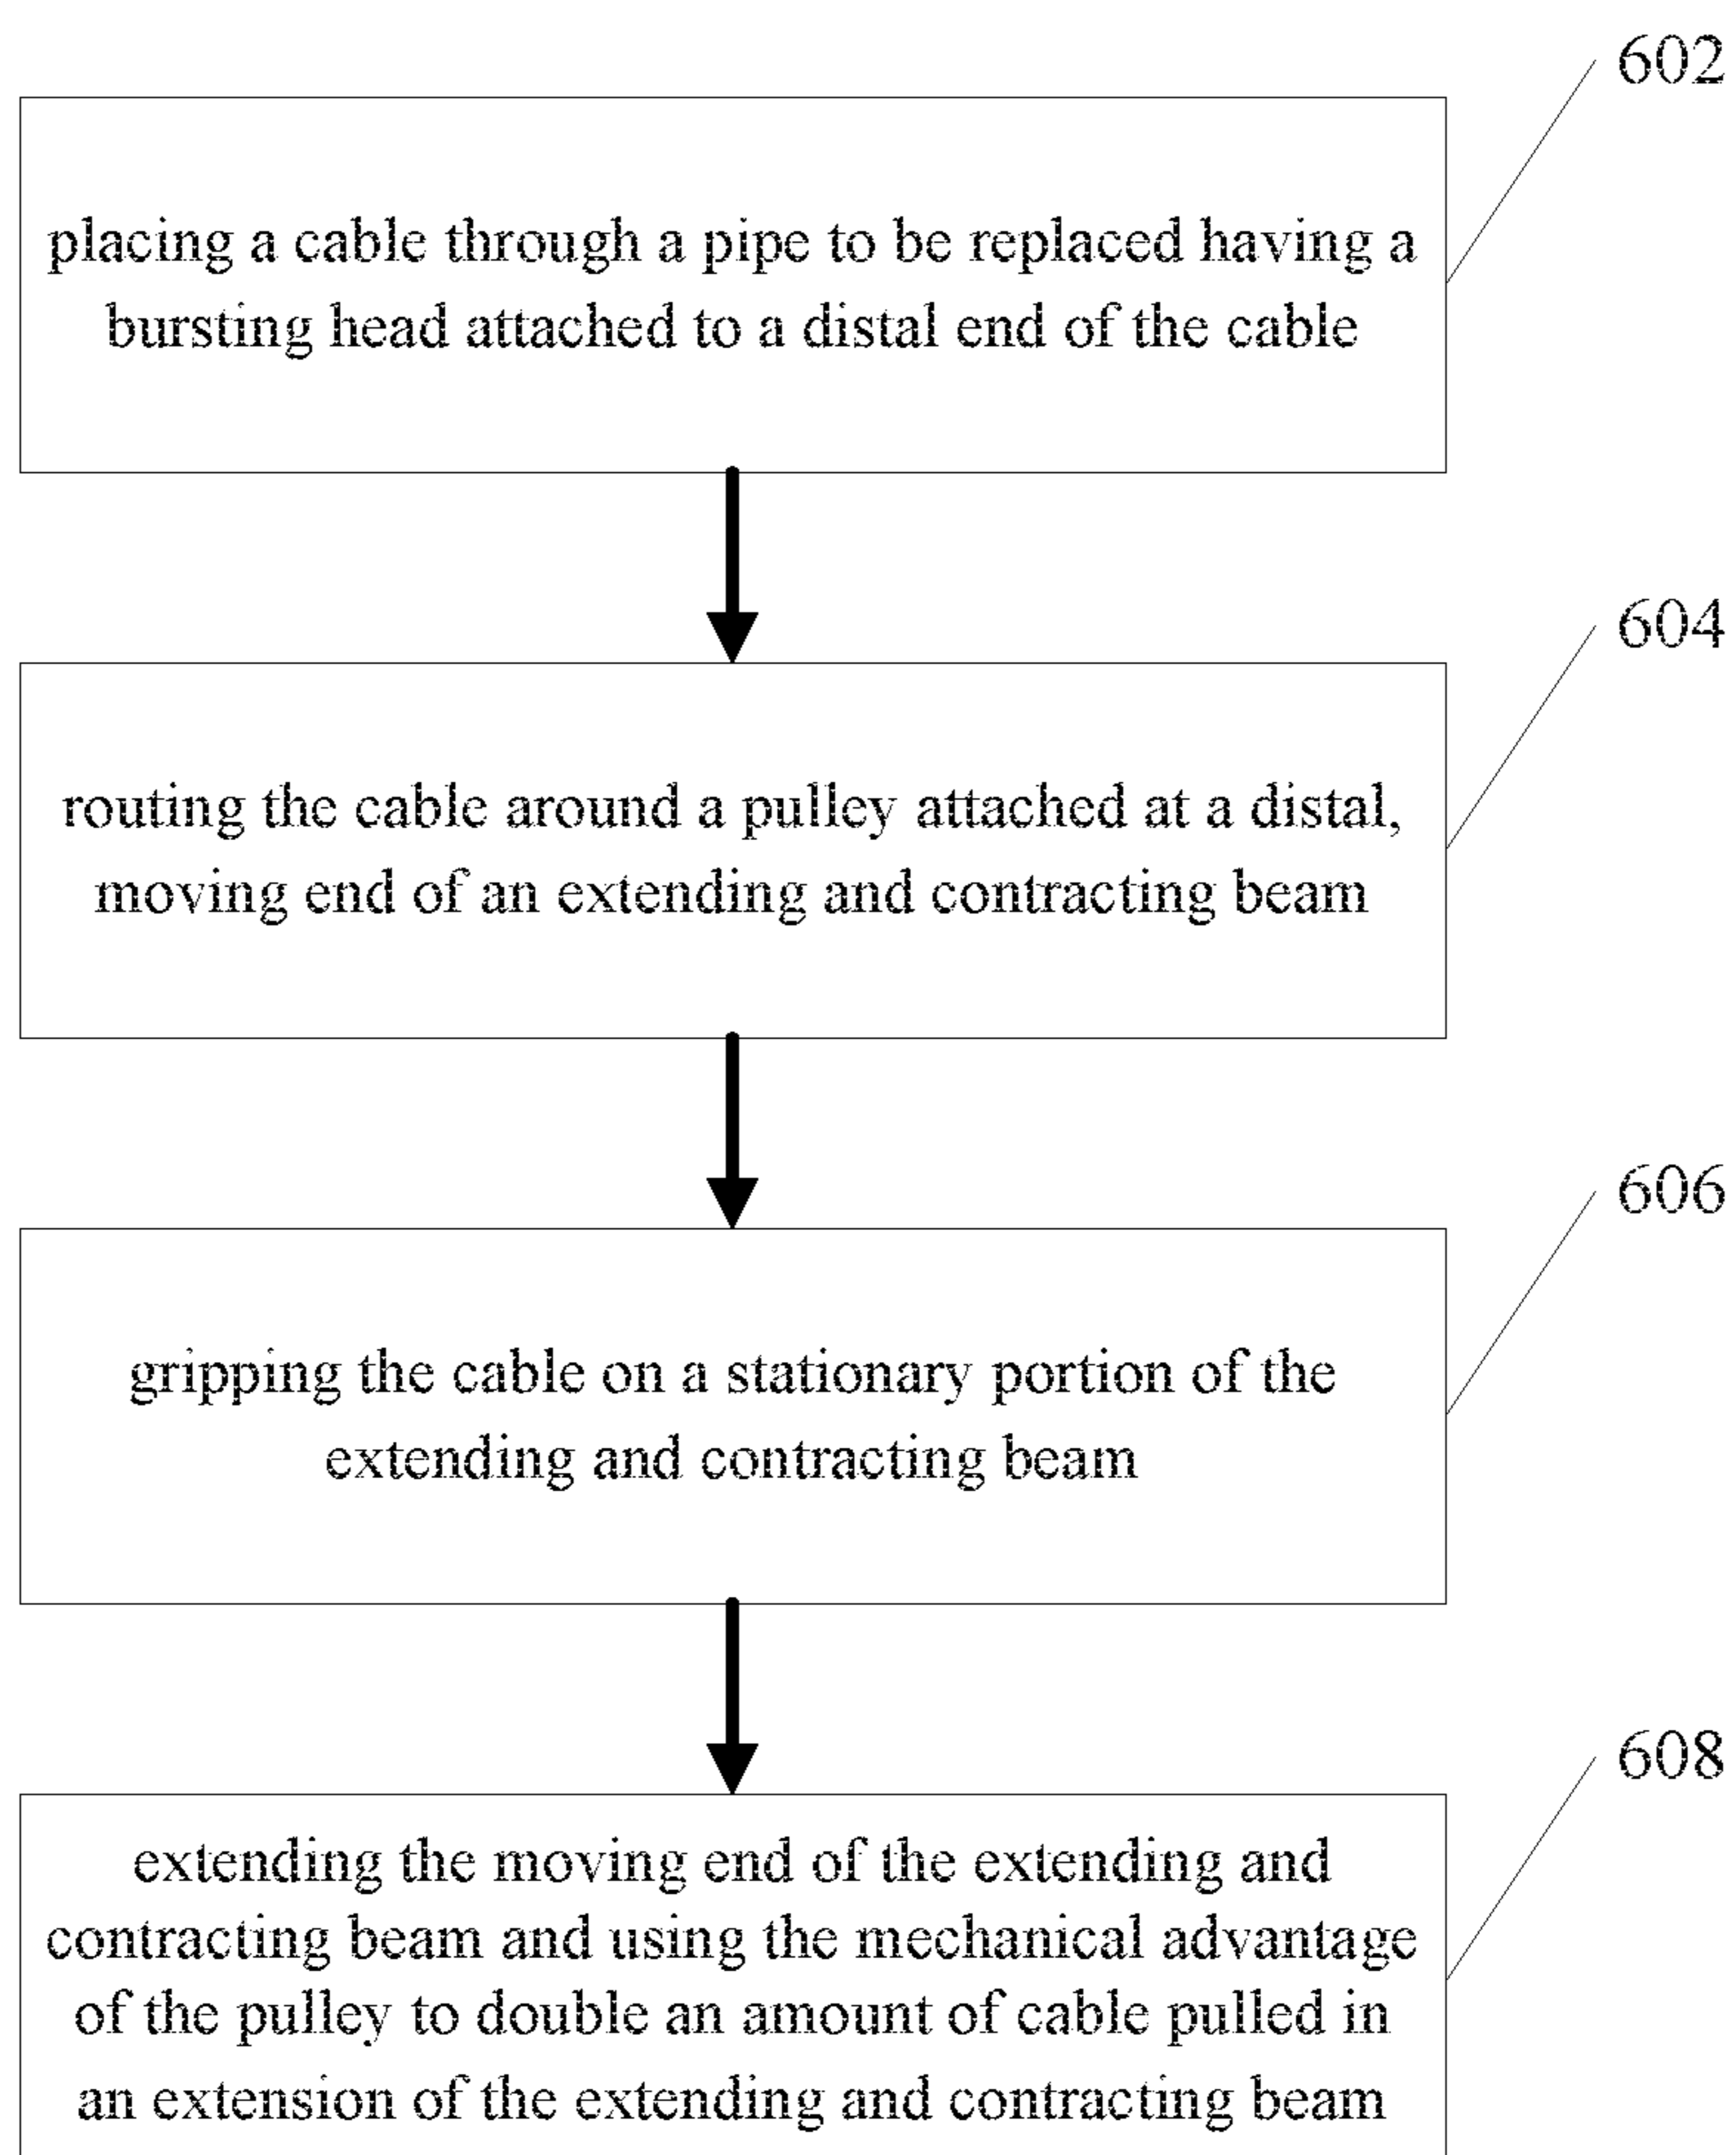 602
placing a cable through a pipe to be replaced having a
bursting head attached to a distal end of the cable
604
routing the cable around a pulley attached at a distal,
moving end of an extending and contracting beam
606
gripping the cable on a stationary portion of the
extending and contracting beam
608
extending the moving end of the extending and
contracting beam and using the mechanical advantage
of the pulley to double an amount of cable pulled in
an extension of the extending and contracting beam